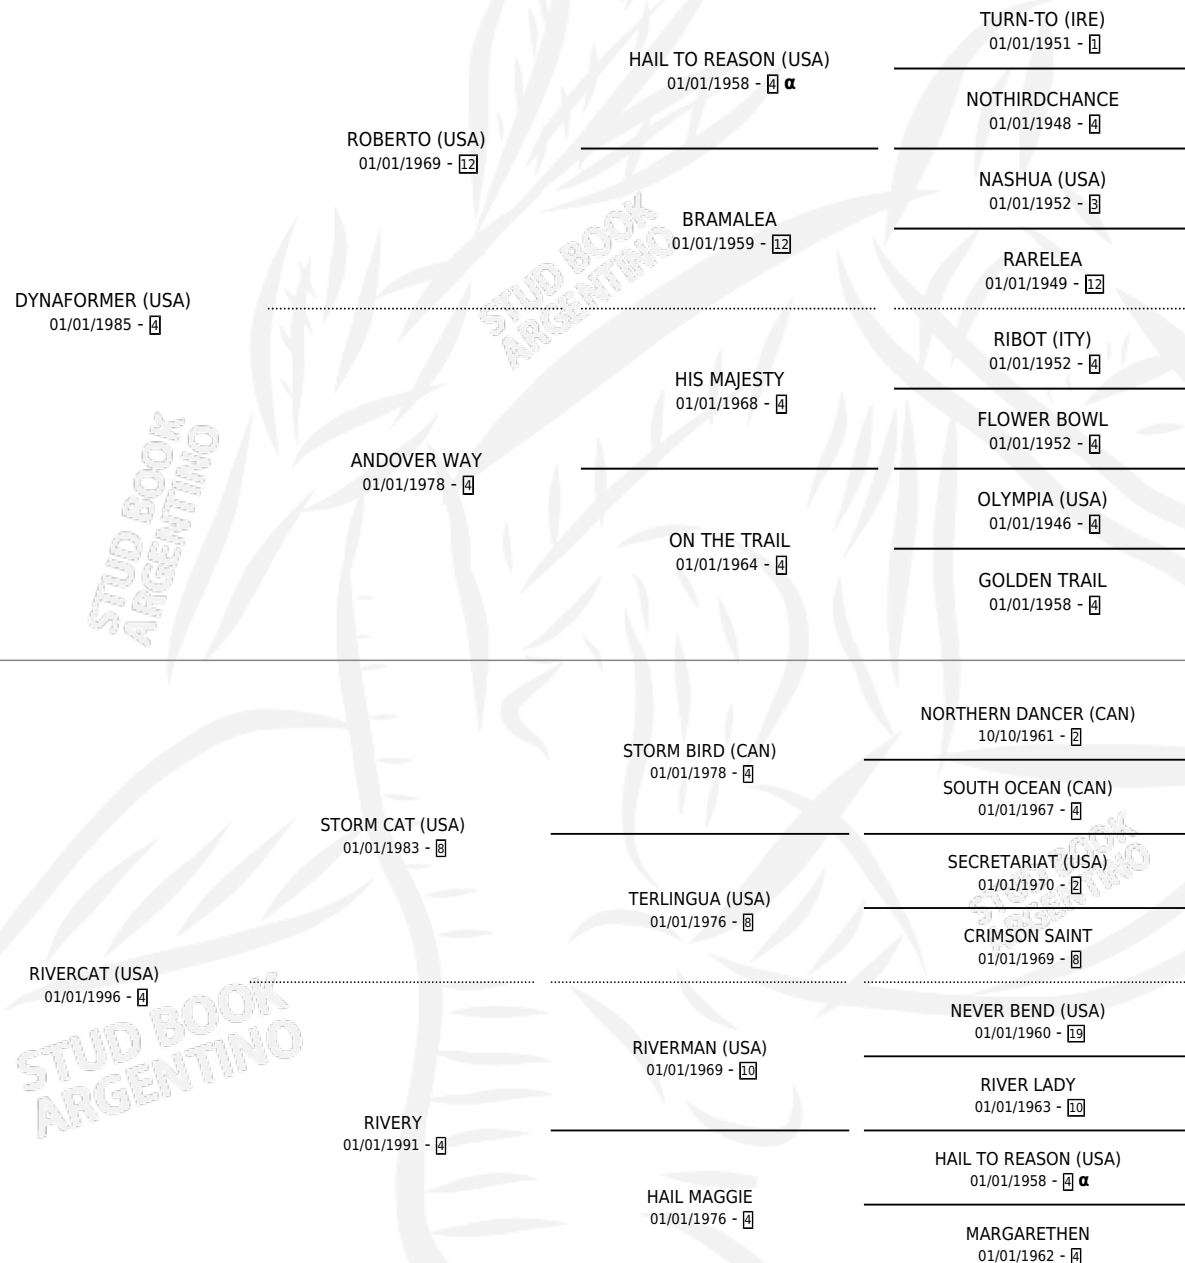 TURN-TO (IRE)
01/01/1951 - 1
HAIL TO REASON (USA)
01/01/1958 - 4 α
NOTHIRDCHANCE
01/01/1948 - 4
ROBERTO (USA)
01/01/1969 - 12
NASHUA (USA)
01/01/1952 - 3
BRAMALEA
01/01/1959 - 12
RARELEA
01/01/1949 - 12
DYNAFORMER (USA)
01/01/1985 - 4
RIBOT (ITY)
01/01/1952 - 4
HIS MAJESTY
01/01/1968 - 4
FLOWER BOWL
01/01/1952 - 4
ANDOVER WAY
01/01/1978 - 4
OLYMPIA (USA)
01/01/1946 - 4
ON THE TRAIL
01/01/1964 - 4
GOLDEN TRAIL
01/01/1958 - 4
NORTHERN DANCER (CAN)
10/10/1961 - 2
STORM BIRD (CAN)
01/01/1978 - 4
SOUTH OCEAN (CAN)
01/01/1967 - 4
STORM CAT (USA)
01/01/1983 - 8
SECRETARIAT (USA)
01/01/1970 - 2
TERLINGUA (USA)
01/01/1976 - 8
CRIMSON SAINT
01/01/1969 - 8
RIVERCAT (USA)
01/01/1996 - 4
NEVER BEND (USA)
01/01/1960 - 19
RIVERMAN (USA)
01/01/1969 - 10
RIVER LADY
01/01/1963 - 10
RIVERY
01/01/1991 - 4
HAIL TO REASON (USA)
01/01/1958 - 4 α
HAIL MAGGIE
01/01/1976 - 4
MARGARETHEN
01/01/1962 - 4
STUD BOOK
ARGENTINO
STUD BOOK
ARGENTINO
STUD BOOK
ARGENTINO
STUD BOOK
ARGENTINO